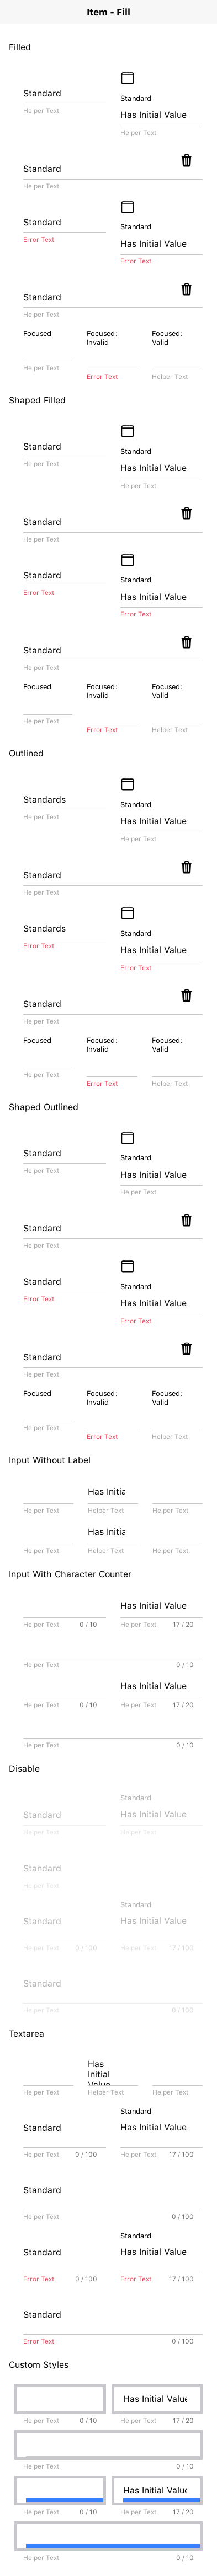 Item - Fill
Filled
Standard
Helper Text
Standard
Has Initial Value
Helper Text
Standard
Helper Text
Standard
Error Text
Standard
Has Initial Value
Error Text
Standard
Helper Text
Focused
Helper Text
Focused:
Invalid
Error Text
Focused:
Valid
Helper Text
Shaped Filled
Standard
Helper Text
Standard
Has Initial Value
Helper Text
Standard
Helper Text
Standard
Error Text
Standard
Has Initial Value
Error Text
Standard
Helper Text
Focused
Helper Text
Focused:
Invalid
Error Text
Focused:
Valid
Helper Text
Outlined
Standards
Helper Text
Standard
Has Initial Value
Helper Text
Standard
Helper Text
Standards
Error Text
Standard
Has Initial Value
Error Text
Standard
Helper Text
Focused
Helper Text
Focused:
Invalid
Error Text
Focused:
Valid
Helper Text
Shaped Outlined
Standard
Helper Text
Standard
Has Initial Value
Helper Text
Standard
Helper Text
Standard
Error Text
Standard
Has Initial Value
Error Text
Standard
Helper Text
Focused
Helper Text
Focused:
Invalid
Error Text
Focused:
Valid
Helper Text
Input Without Label
Has Initia
Helper Text Helper Text Helper Text
Has Initia
Helper Text Helper Text Helper Text
Input With Character Counter
Has Initial Value
Helper Text 0 / 10 Helper Text 17 / 20
Helper Text 0 / 10
Has Initial Value
Helper Text 0 / 10 Helper Text 17 / 20
Helper Text 0 / 10
Disable
Standard
Helper Text
Standard
Has Initial Value
Helper Text
Standard
Helper Text
Standard
Helper Text 0 / 100
Standard
Has Initial Value
Helper Text 17 / 100
Standard
Helper Text 0 / 100
Textarea
Has
Initial
Value
Helper Text Helper Text Helper Text
Standard
Helper Text 0 / 100
Standard
Has Initial Value
Helper Text 17 / 100
Standard
Helper Text 0 / 100
Standard
Error Text 0 / 100
Standard
Has Initial Value
Error Text 17 / 100
Standard
Error Text 0 / 100
Custom Styles
Has Initial Value
Helper Text 0 / 10 Helper Text 17 / 20
Helper Text 0 / 10
Has Initial Value
Helper Text 0 / 10 Helper Text 17 / 20
Helper Text 0 / 10